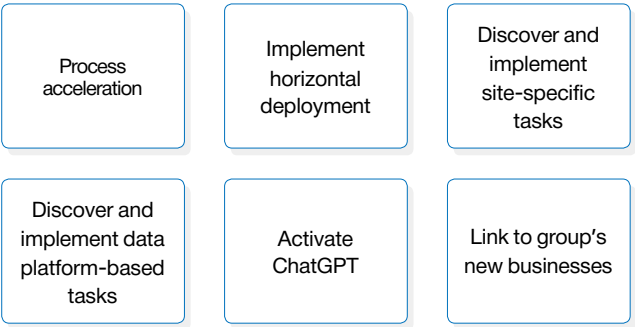 Process
acceleration
Implement
horizontal
deployment
Discover and
implement
site-specific
tasks
Discover and
implement data
platform-based
tasks
Activate
ChatGPT
Link to group's
new businesses